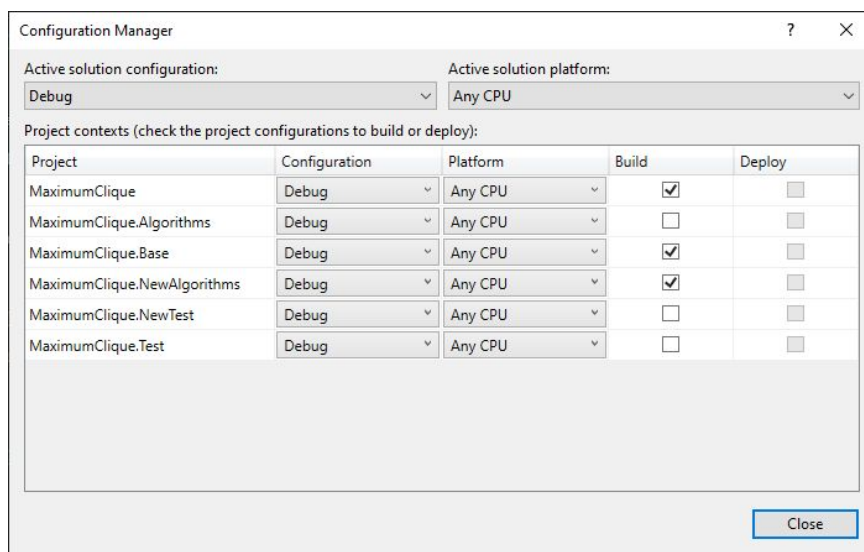 Configuration Manager ?
Active solution configuration: Active solution platform:
Debug Any CPU
Project contexts (check the project configurations to build or deploy):
Project Configuration Platform Build Deploy
MaximumClique Debug Any CPU
MaximumClique.Algorithms Debug Any CPU
MaximumClique.Base Debug Any CPU
MaximumClique.NewAlgorithms Debug Any CPU
MaximumClique.NewTest Debug Any CPU
MaximumClique.Test Debug Any CPU
Close